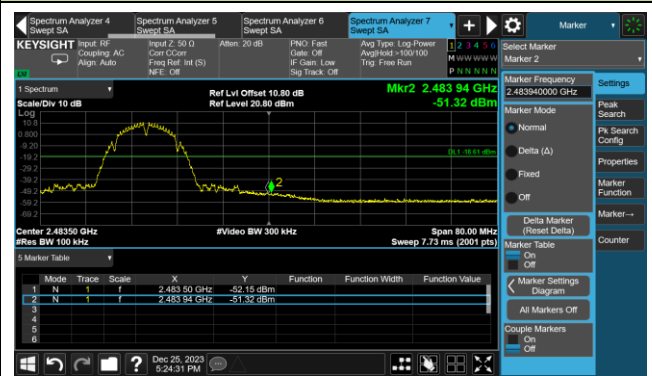 Spectrum Analyzer 4
Swept SA
Spectrum Analyzer 5
Swept SA
Spectrum Analyzer 6
Swept SA
Spectrum Analyzer 7
Swept SA
Marker
KEYSIGHT
Input: RF
Coupling: AC
Align: Auto
Input Z: 50 Ω
Corr CCorr
Freq Ref: Int (S)
NFE: Off
Atten: 20 dB
PNO: Fast
Gate: Off
IF Gain: Low
Sig Track: Off
Avg Type: Log-Power
Avg|Hold:>100/100
Trig: Free Run
1 2 3 4 5 6
M W W W W W
P N N N N N
Select Marker
Marker 2
1 Spectrum
Scale/Div 10 dB
Log
Ref Lvl Offset 10.80 dB
Ref Level 20.80 dBm
Mkr2 2.483 94 GHz
-51.32 dBm
10.8
0.800
-9.20
-19.2
-29.2
-39.2
-49.2
-59.2
-69.2
DL1 -18.61 dBm
2
Center 2.48350 GHz
#Res BW 100 kHz
#Video BW 300 kHz
Span 80.00 MHz
Sweep 7.73 ms (2001 pts)
5 Marker Table
Mode Trace Scale X Y Function Function Width Function Value
1 N 1 f 2.483 50 GHz -52.15 dBm
2 N 1 f 2.483 94 GHz -51.32 dBm
3
4
5
6
Marker Frequency
2.483940000 GHz
Marker Mode
Normal
Delta (Δ)
Fixed
Off
Delta Marker
(Reset Delta)
Marker Table
On
Off
Marker Settings
Diagram
All Markers Off
Couple Markers
On
Off
Settings
Peak
Search
Pk Search
Config
Properties
Marker
Function
Marker→
Counter
Dec 25, 2023
5:24:31 PM